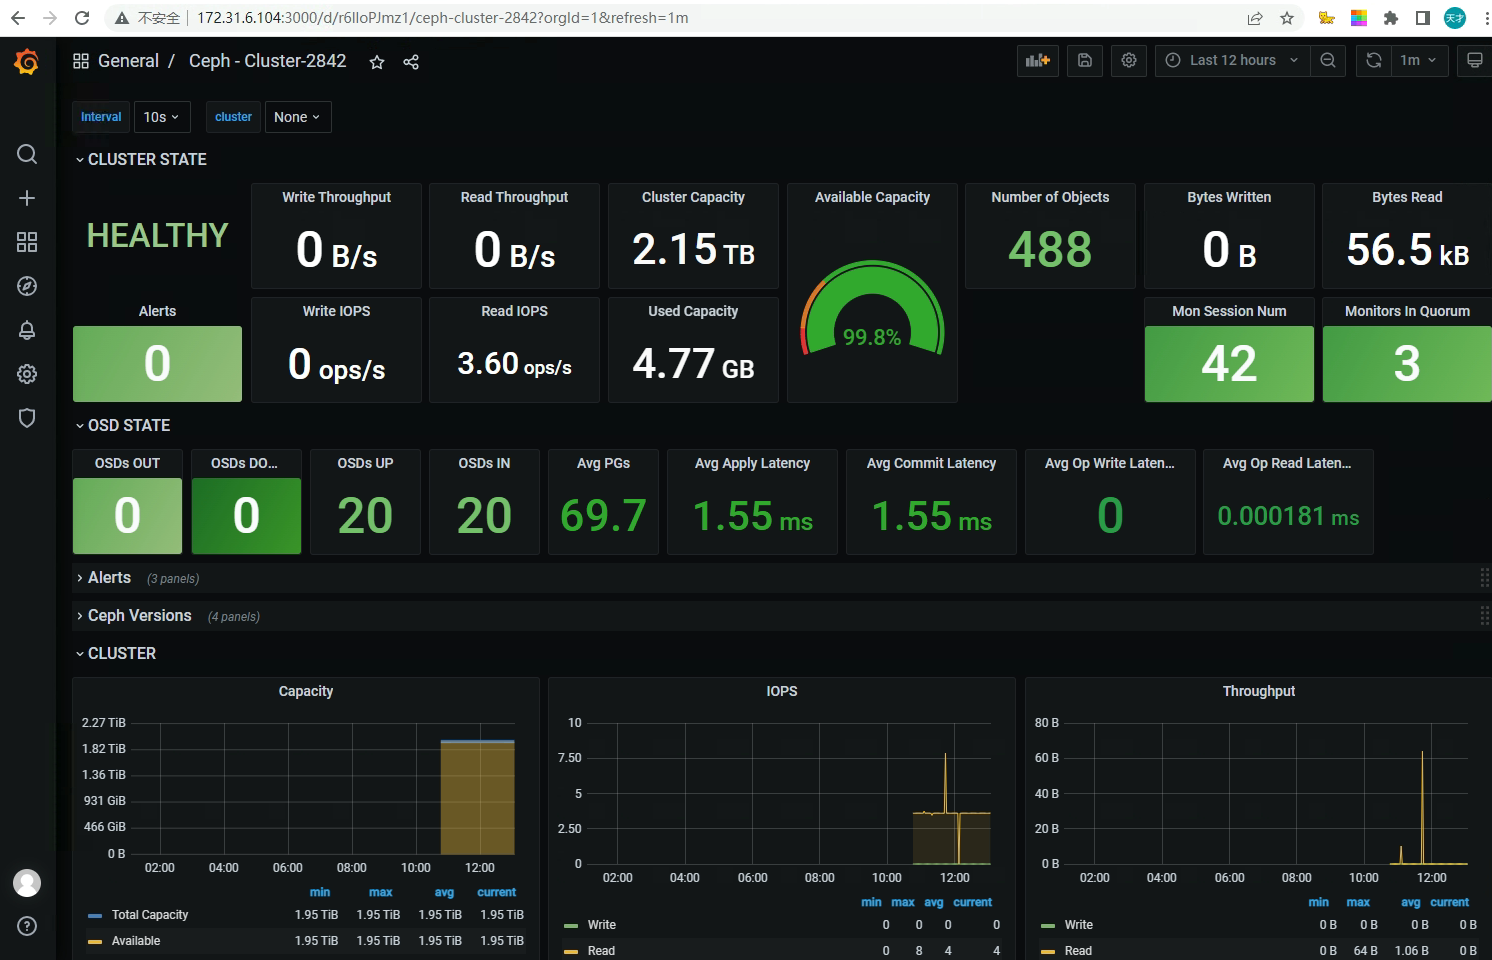 不安全 172.31.6.104:3000/d/r6lloPJmz1/ceph-cluster-2842?orgId=1&refresh=1m
天才
General / Ceph - Cluster-2842
Last 12 hours 1m
Interval 10s cluster None
CLUSTER STATE
HEALTHY
Write Throughput Read Throughput Cluster Capacity Available Capacity Number of Objects Bytes Written Bytes Read
0 B/s 0 B/s 2.15 TB 99.8% 488 0 B 56.5 kB
Alerts Write IOPS Read IOPS Used Capacity Mon Session Num Monitors In Quorum
0 0 ops/s 3.60 ops/s 4.77 GB 42 3
OSD STATE
OSDs OUT OSDs DO... OSDs UP OSDs IN Avg PGs Avg Apply Latency Avg Commit Latency Avg Op Write Laten... Avg Op Read Laten...
0 0 20 20 69.7 1.55 ms 1.55 ms 0 0.000181 ms
Alerts (3 panels)
Ceph Versions (4 panels)
CLUSTER
Capacity
2.27 TiB
1.82 TiB
1.36 TiB
931 GiB
466 GiB
0 B
02:00 04:00 06:00 08:00 10:00 12:00
min max avg current
Total Capacity 1.95 TiB 1.95 TiB 1.95 TiB 1.95 TiB
Available 1.95 TiB 1.95 TiB 1.95 TiB 1.95 TiB
IOPS
10
7.50
5
2.50
0
02:00 04:00 06:00 08:00 10:00 12:00
min max avg current
Write 0 0 0 0
Read 0 8 4 4
Throughput
80 B
60 B
40 B
20 B
0 B
02:00 04:00 06:00 08:00 10:00 12:00
min max avg current
Write 0 B 0 B 0 B 0 B
Read 0 B 64 B 1.06 B 0 B